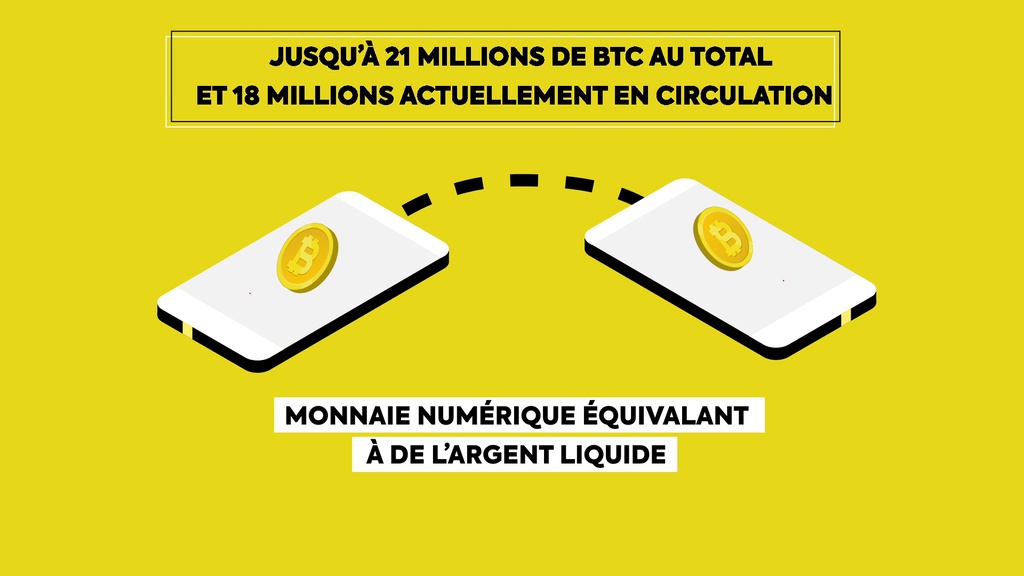 JUSQU'À 21 MILLIONS DE BTC AU TOTAL
ET 18 MILLIONS ACTUELLEMENT EN CIRCULATION
MONNAIE NUMÉRIQUE ÉQUIVALANT
À DE L'ARGENT LIQUIDE